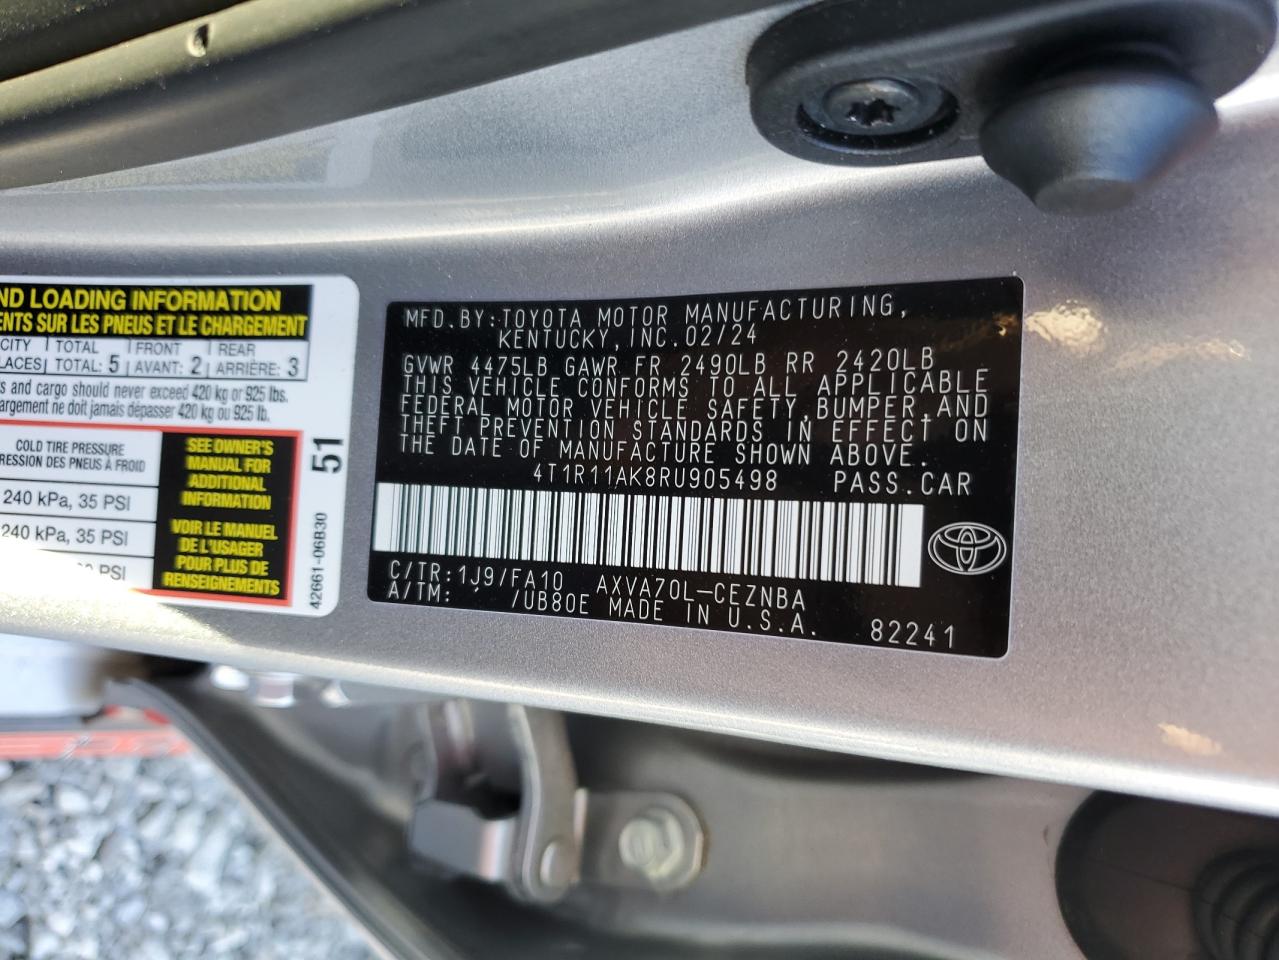 ND LOADING INFORMATION
ENTS SUR LES PNEUS ET LE CHARGEMENT
CITY TOTAL FRONT REAR
LACES TOTAL: 5 AVANT: 2 ARRIÈRE: 3
s and cargo should never exceed 420 kg or 925 lbs.
argement ne doit jamais dépasser 420 kg ou 925 lb.
COLD TIRE PRESSURE
RESSION DES PNEUS À FROID
240 kPa, 35 PSI
240 kPa, 35 PSI
PSI
SEE OWNER'S
MANUAL FOR
ADDITIONAL
INFORMATION
VOIR LE MANUEL
DE L'USAGER
POUR PLUS DE
RENSEIGNEMENTS
51
42661-06B30
MFD.BY:TOYOTA MOTOR MANUFACTURING,
KENTUCKY, INC. 02/24
GVWR 4475LB GAWR FR 2490LB RR 2420LB
THIS VEHICLE CONFORMS TO ALL APPLICABLE
FEDERAL MOTOR VEHICLE SAFETY,BUMPER,AND
THEFT PREVENTION STANDARDS IN EFFECT ON
THE DATE OF MANUFACTURE SHOWN ABOVE.
4T1R11AK8RU905498 PASS.CAR
C/TR:1J9/FA10 AXVA70L-CEZNBA
A/TM: /UB80E MADE IN U.S.A. 82241